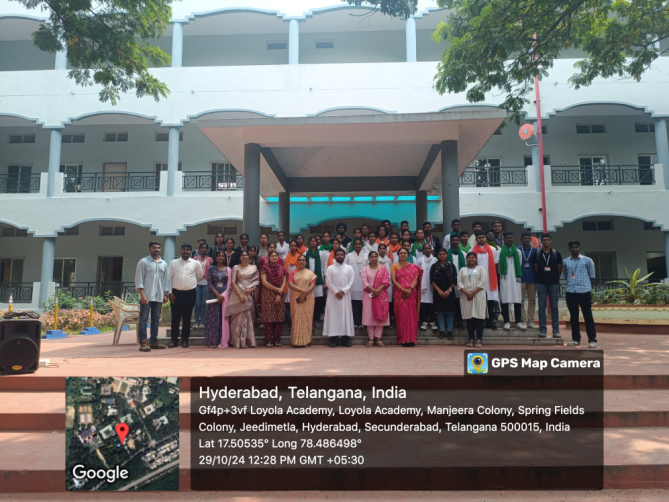 GPS Map Camera
Hyderabad, Telangana, India
Gf4p+3vf Loyola Academy, Loyola Academy, Manjeera Colony, Spring Fields
Colony, Jeedimetla, Hyderabad, Secunderabad, Telangana 500015, India
Lat 17.50535° Long 78.486498°
29/10/24 12:28 PM GMT +05:30
Google